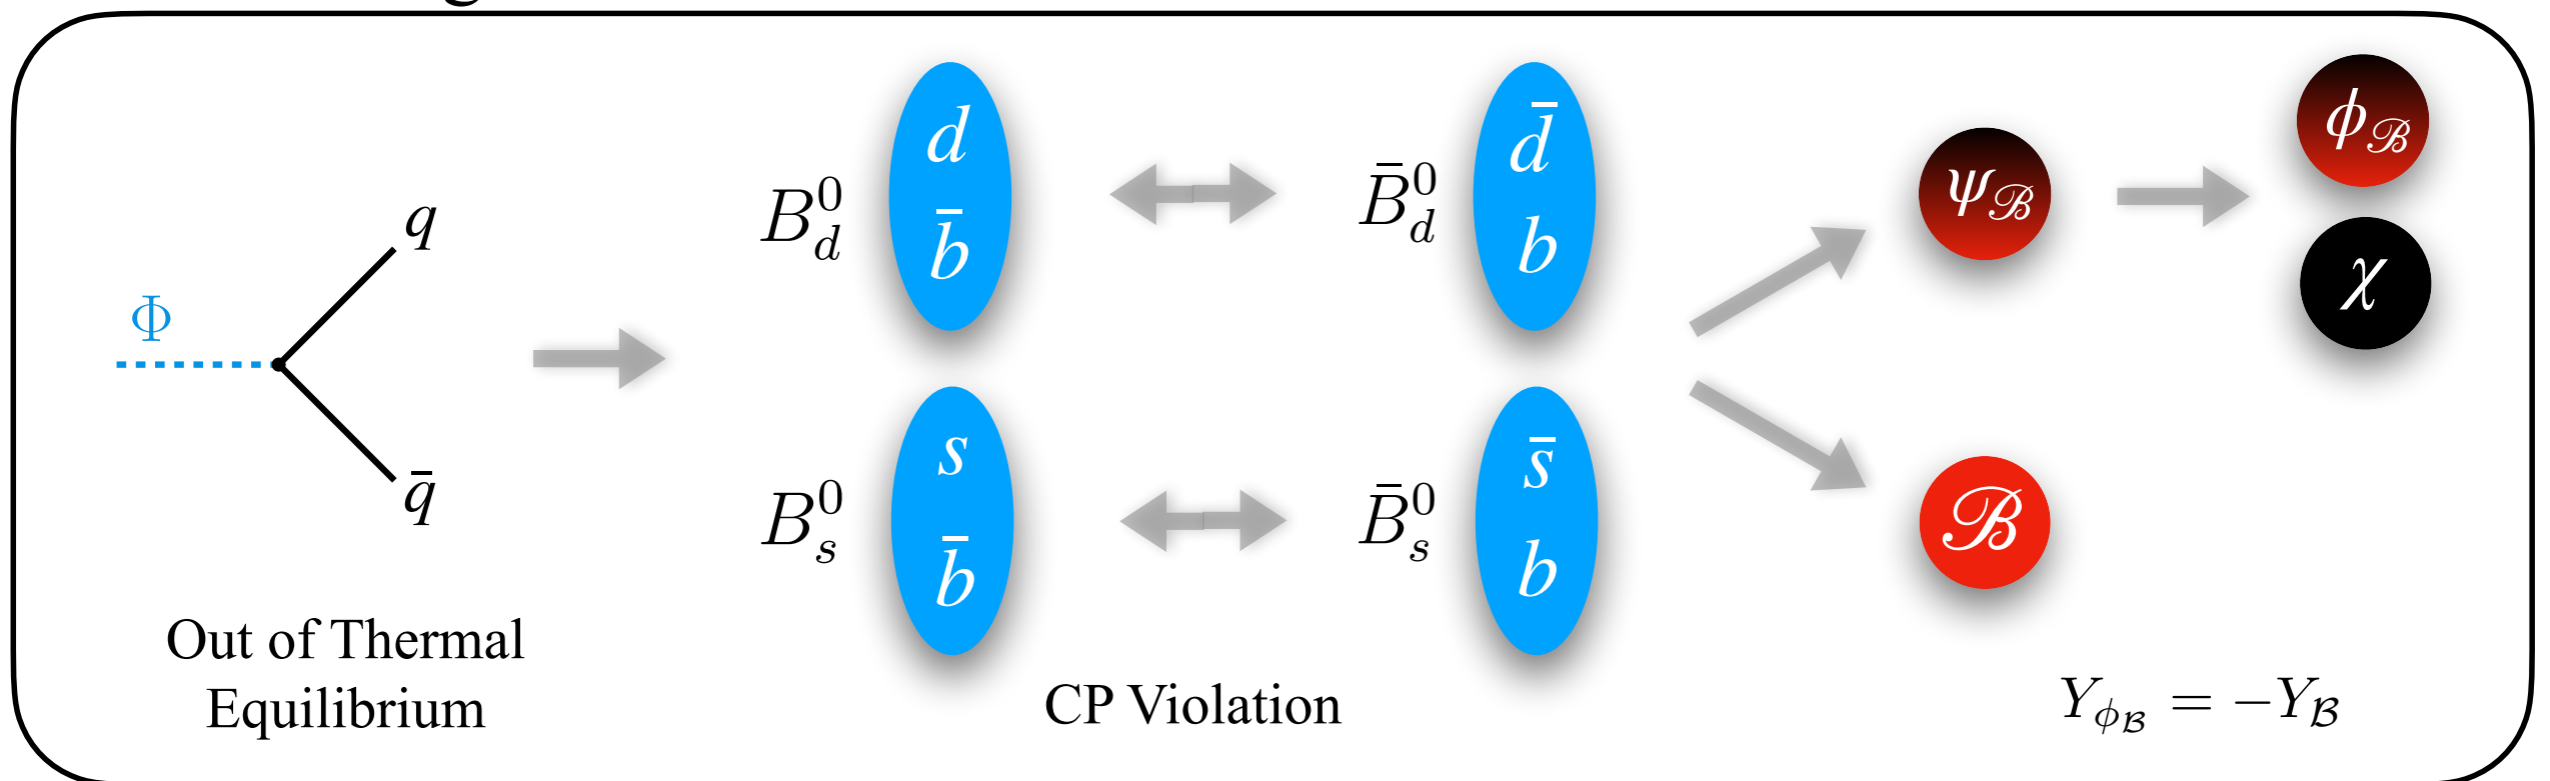 Φ
q
q̄
Out of Thermal
Equilibrium
B⁰_d
d
b̄
B̄⁰_d
d̄
b
B⁰_s
s
b̄
B̄⁰_s
s̄
b
CP Violation
ψ_ℬ
ϕ_ℬ
χ
ℬ
Y_{ϕ_ℬ} = −Y_ℬ